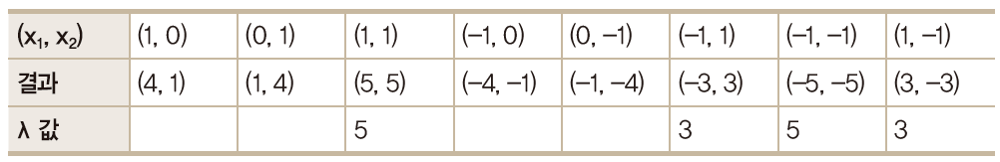 (x₁, x₂) (1, 0) (0, 1) (1, 1) (−1, 0) (0, −1) (−1, 1) (−1, −1) (1, −1)
결과 (4, 1) (1, 4) (5, 5) (−4, −1) (−1, −4) (−3, 3) (−5, −5) (3, −3)
λ 값 5 3 5 3